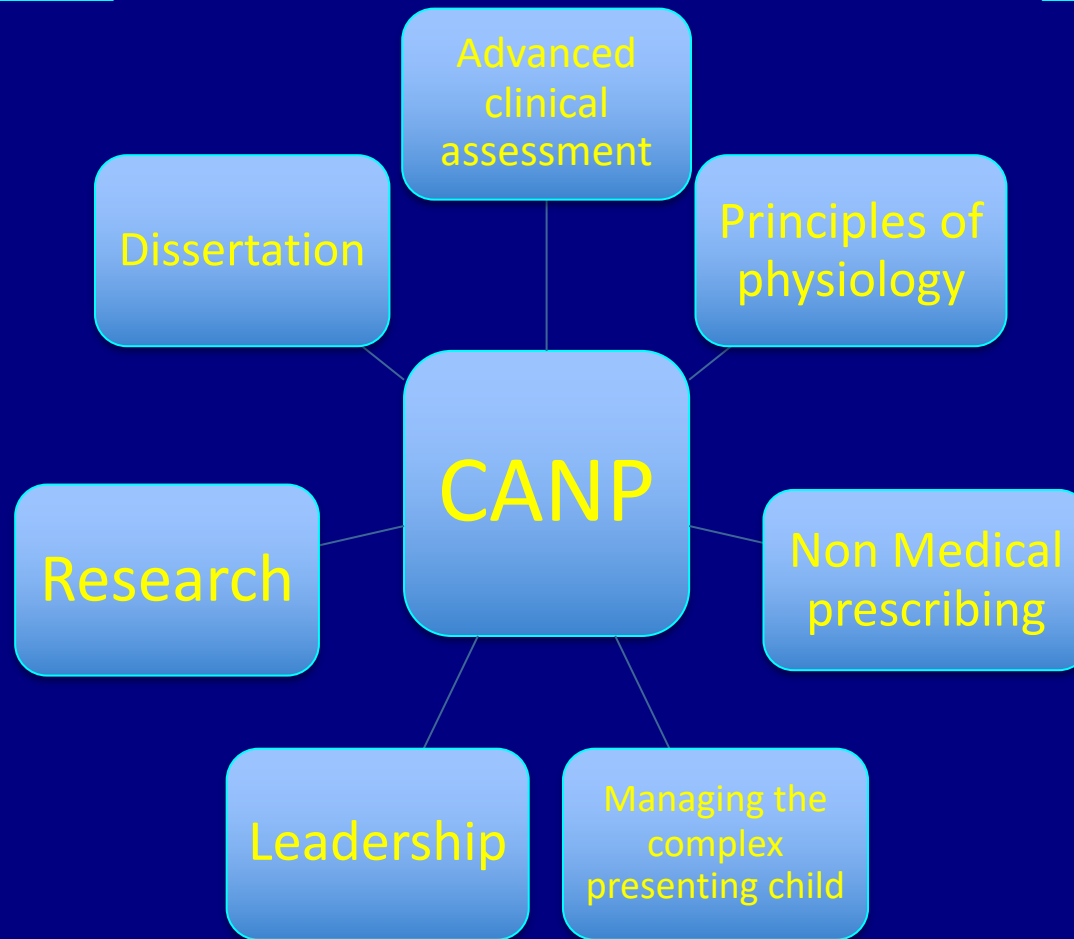 Advanced
clinical
assessment
Dissertation
Principles of
physiology
CANP
Research
Non Medical
prescribing
Leadership
Managing the
complex
presenting child